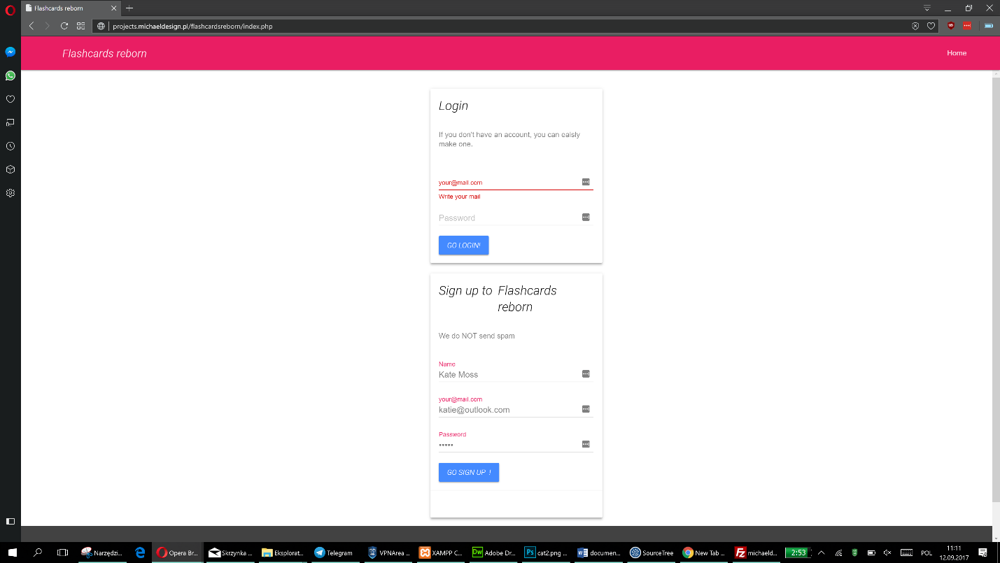 Flashcards reborn
projects.michaeldesign.pl/flashcardsreborn/index.php
Flashcards reborn
Home
Login
If you don't have an account, you can eaisly
make one.
your@mail.com
Write your mail
Password
GO LOGIN!
Sign up to Flashcards
reborn
We do NOT send spam
Name
Kate Moss
your@mail.com
katie@outlook.com
Password
•••••
GO SIGN UP !
Narzędzi...
Opera Br...
Skrzynka ...
Eksplorat...
Telegram
VPNArea ...
XAMPP C...
Dw
Adobe Dr...
Ps
cat2.png ...
documen...
SourceTree
New Tab ...
michaeld...
2:53
POL
11:11
12.09.2017